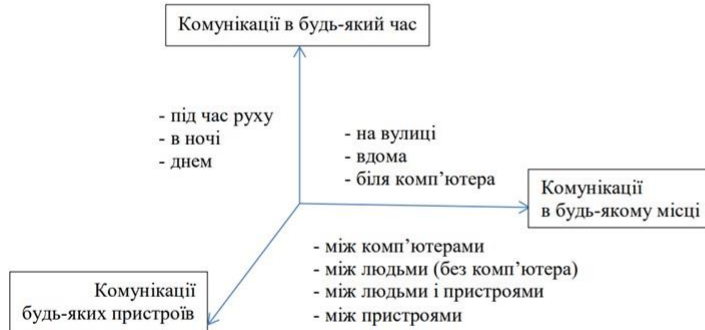 Комунікації в будь-який час
- під час руху
- в ночі
- днем
- на вулиці
- вдома
- біля комп’ютера
Комунікації
в будь-якому місці
- між комп’ютерами
- між людьми (без комп’ютера)
- між людьми і пристроями
- між пристроями
Комунікації
будь-яких пристроїв